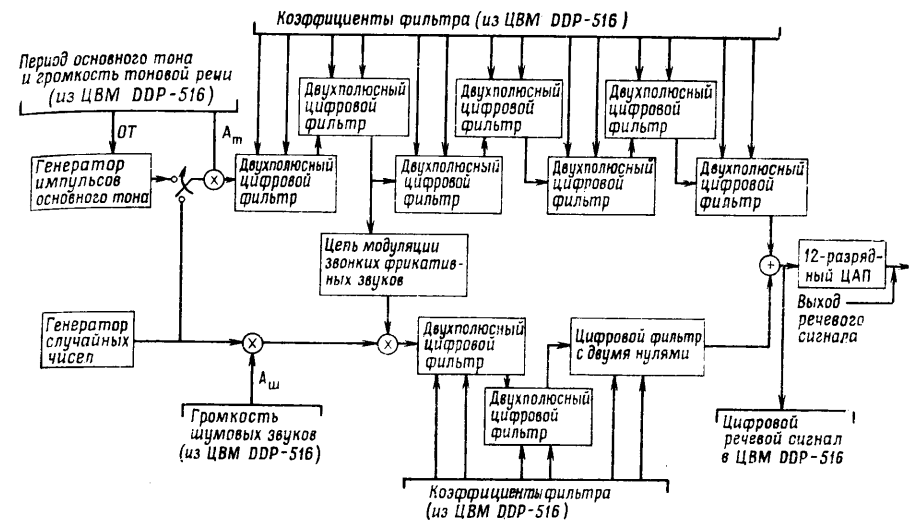 Коэффициенты фильтра (из ЦВМ DDP-516)
Период основного тона
и громкость тоновой речи
(из ЦВМ DDP-516)
ОТ
Aт
Генератор
импульсов
основного тона
×
Двухполюсный
цифровой
фильтр
Двухполюсный
цифровой
фильтр
Двухполюсный
цифровой
фильтр
Двухполюсный
цифровой
фильтр
Двухполюсный
цифровой
фильтр
Двухполюсный
цифровой
фильтр
Двухполюсный
цифровой
фильтр
Цепь модуляции
звонких фрикатив-
ных звуков
+
12-разряд-
ный ЦАП
Выход
речевого
сигнала
Генератор
случайных
чисел
×
×
Aш
Двухполюсный
цифровой
фильтр
Двухполюсный
цифровой
фильтр
Цифровой фильтр
с двумя нулями
Громкость
шумовых звуков
(из ЦВМ DDP-516)
Цифровой
речевой сигнал
в ЦВМ DDP-516
Коэффициенты фильтра
(из ЦВМ DDP-516)